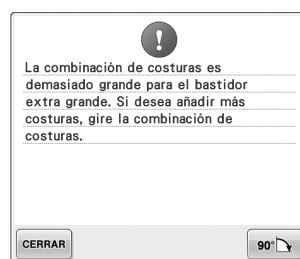 !
La combinación de costuras es
demasiado grande para el bastidor
extra grande. Si desea añadir más
costuras, gire la combinación de
costuras.
CERRAR
90°